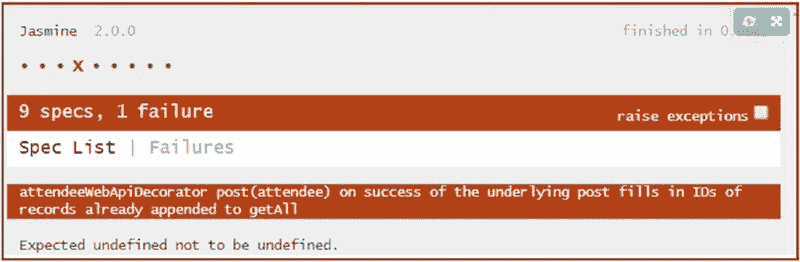 Jasmine 2.0.0
finished in 0.
• • • x • • • • •
9 specs, 1 failure
raise exceptions
Spec List | Failures
attendeeWebApiDecorator post(attendee) on success of the underlying post fills in IDs of
records already appended to getAll
Expected undefined not to be undefined.